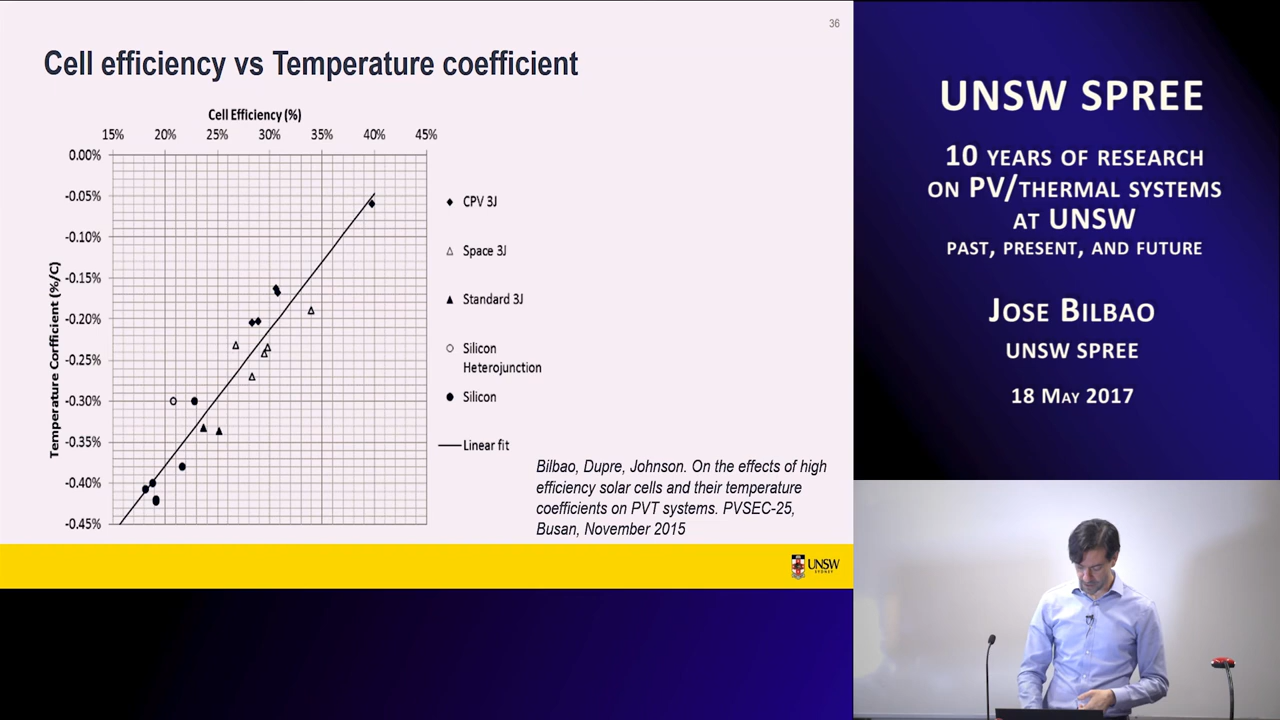 36
Cell efficiency vs Temperature coefficient
Cell Efficiency (%)
15% 20% 25% 30% 35% 40% 45%
0.00%
-0.05%
-0.10%
-0.15%
-0.20%
-0.25%
-0.30%
-0.35%
-0.40%
-0.45%
Temperature Corfficient (%/C)
CPV 3J
Space 3J
Standard 3J
Silicon
Heterojunction
Silicon
Linear fit
Bilbao, Dupre, Johnson. On the effects of high
efficiency solar cells and their temperature
coefficients on PVT systems. PVSEC-25,
Busan, November 2015
UNSW
SYDNEY
UNSW SPREE
10 YEARS OF RESEARCH
ON PV/THERMAL SYSTEMS
AT UNSW
PAST, PRESENT, AND FUTURE
JOSE BILBAO
UNSW SPREE
18 MAY 2017